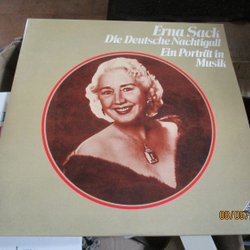 Erna Sack
Die Deutsche Nachtigall
Ein Porträt in
Musik